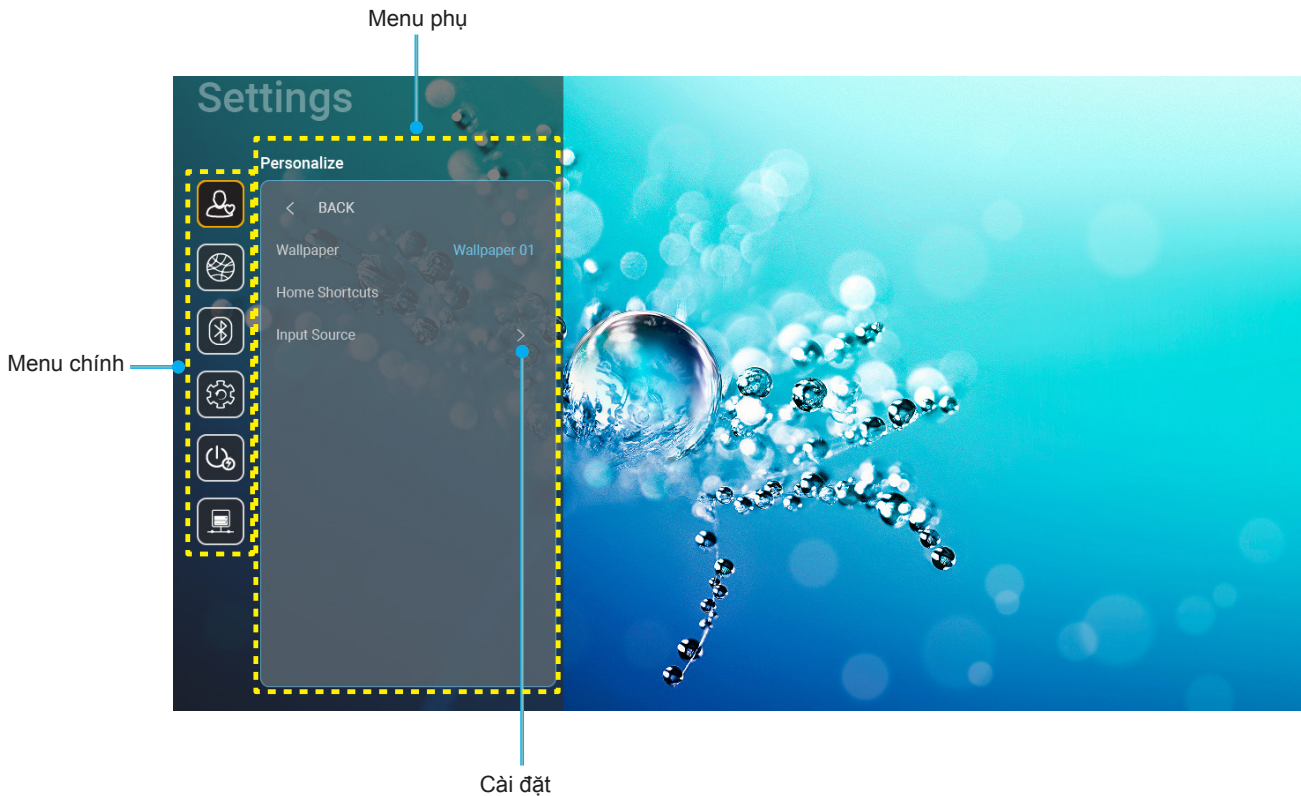 Menu phụ
Settings
Personalize
BACK
Wallpaper Wallpaper 01
Home Shortcuts
Input Source
Menu chính
Cài đặt